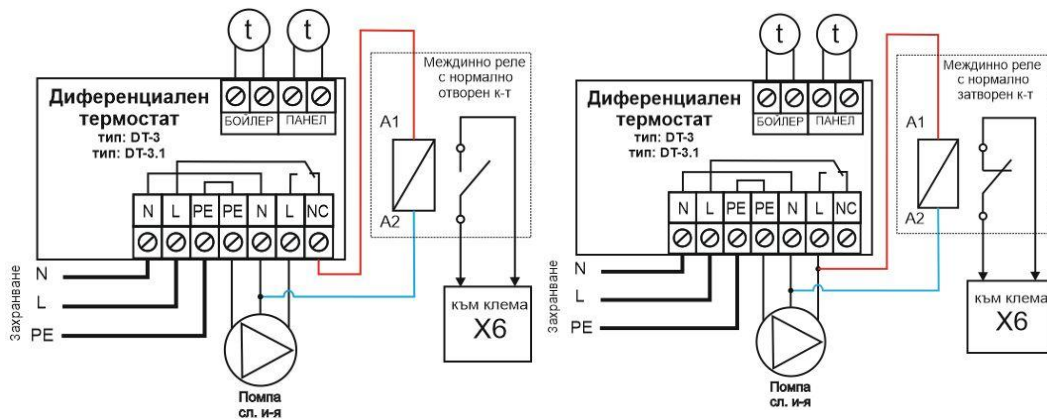 t t
Междинно реле
с нормално
отворен к-т
Диференциален
термостат
тип: DT-3
тип: DT-3.1
БОЙЛЕР ПАНЕЛ
A1
A2
N L PE PE N L NC
Захранване
N
L
PE
към клема
X6
Помпа
сл. и-я
t t
Междинно реле
с нормално
затворен к-т
Диференциален
термостат
тип: DT-3
тип: DT-3.1
БОЙЛЕР ПАНЕЛ
A1
A2
N L PE PE N L NC
Захранване
N
L
PE
към клема
X6
Помпа
сл. и-я